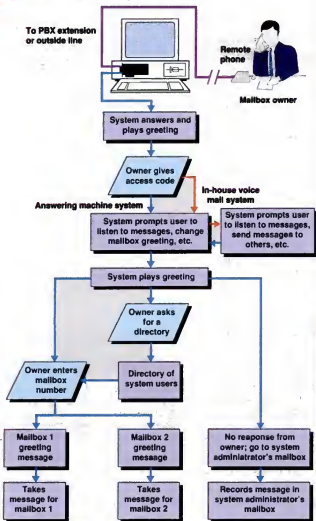 To PBX extension
or outside line
Remote
phone
Mailbox owner
System answers and
plays greeting
Owner gives
access code
In-house voice
mail system
Answering machine system
System prompts user to
listen to messages, change
mailbox greeting, etc.
System prompts user
to listen to messages,
send messages to
others, etc.
System plays greeting
Owner asks
for a
directory
Owner enters
mailbox
number
Directory of
system users
Mailbox 1
greeting
message
Mailbox 2
greeting
message
No response from
owner; go to system
administrator's mailbox
Takes
message for
mailbox 1
Takes
message for
mailbox 2
Records message in
system administrator's
mailbox